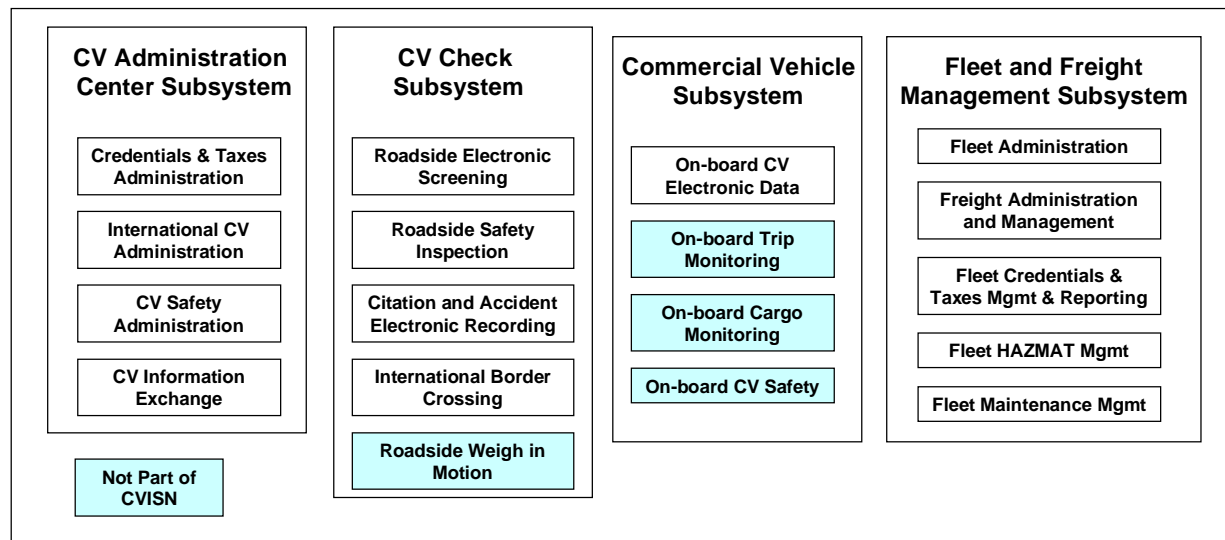 CV Administration
Center Subsystem
Credentials & Taxes
Administration
International CV
Administration
CV Safety
Administration
CV Information
Exchange
Not Part of
CVISN
CV Check
Subsystem
Roadside Electronic
Screening
Roadside Safety
Inspection
Citation and Accident
Electronic Recording
International Border
Crossing
Roadside Weigh in
Motion
Commercial Vehicle
Subsystem
On-board CV
Electronic Data
On-board Trip
Monitoring
On-board Cargo
Monitoring
On-board CV Safety
Fleet and Freight
Management Subsystem
Fleet Administration
Freight Administration
and Management
Fleet Credentials &
Taxes Mgmt & Reporting
Fleet HAZMAT Mgmt
Fleet Maintenance Mgmt